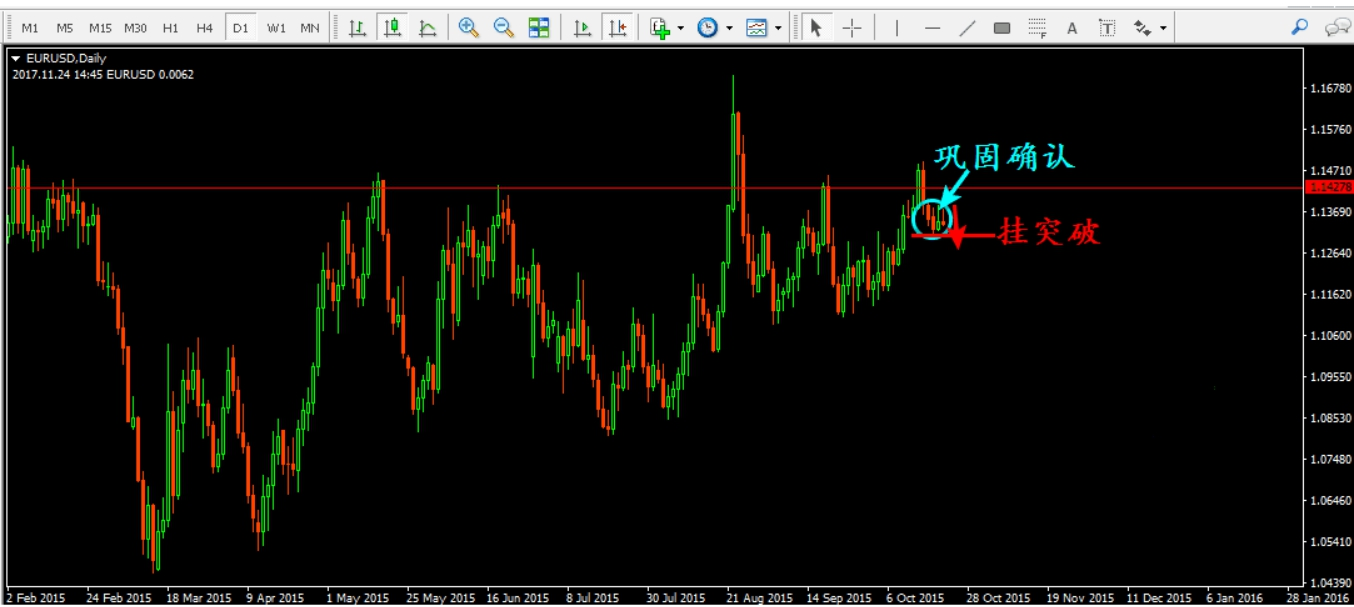 M1 M5 M15 M30 H1 H4 D1 W1 MN
F A T
EURUSD,Daily
2017.11.24 14:45 EURUSD 0.0062
1.16780
1.15760
巩固确认
1.14710
1.14278
1.13690
挂突破
1.12640
1.11620
1.10600
1.09550
1.08530
1.07480
1.06460
1.05410
1.04390
2 Feb 2015 24 Feb 2015 18 Mar 2015 9 Apr 2015 1 May 2015 25 May 2015 16 Jun 2015 8 Jul 2015 30 Jul 2015 21 Aug 2015 14 Sep 2015 6 Oct 2015 28 Oct 2015 19 Nov 2015 11 Dec 2015 6 Jan 2016 28 Jan 2016